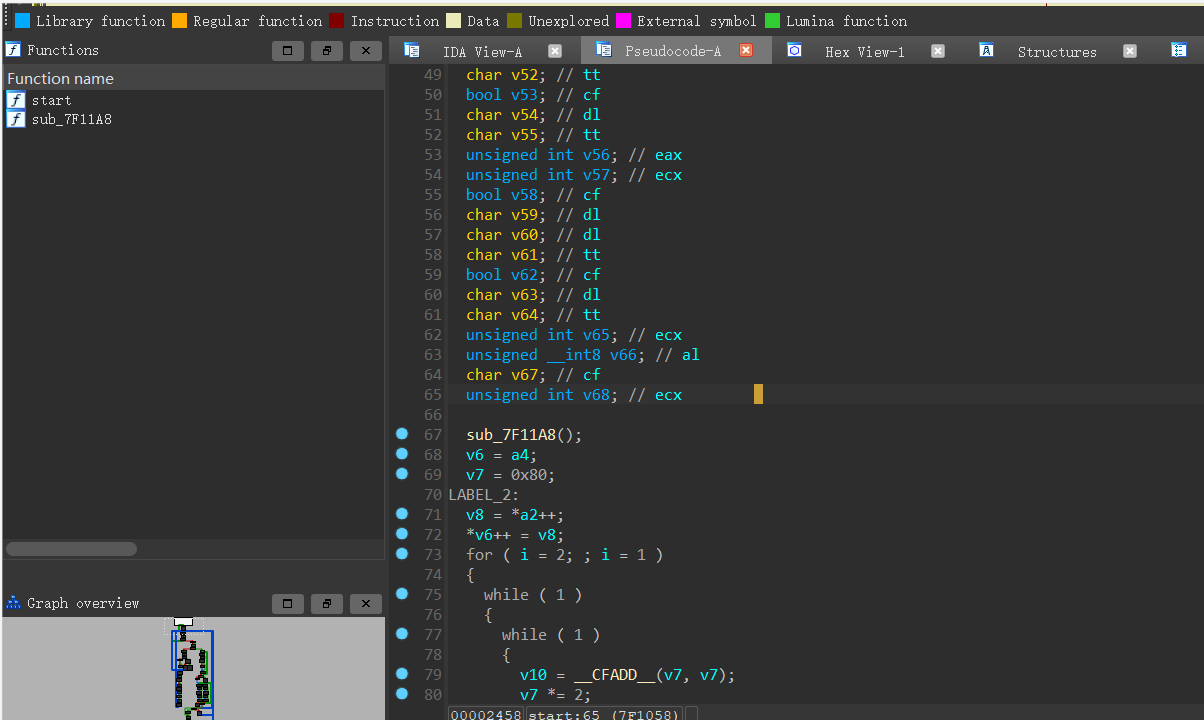 Library function Regular function Instruction Data Unexplored External symbol Lumina function
Functions
Function name
start
sub_7F11A8
Graph overview
IDA View-A Pseudocode-A Hex View-1 Structures
49 char v52; // tt
50 bool v53; // cf
51 char v54; // dl
52 char v55; // tt
53 unsigned int v56; // eax
54 unsigned int v57; // ecx
55 bool v58; // cf
56 char v59; // dl
57 char v60; // dl
58 char v61; // tt
59 bool v62; // cf
60 char v63; // dl
61 char v64; // tt
62 unsigned int v65; // ecx
63 unsigned __int8 v66; // al
64 char v67; // cf
65 unsigned int v68; // ecx
66
67 sub_7F11A8();
68 v6 = a4;
69 v7 = 0x80;
70 LABEL_2:
71 v8 = *a2++;
72 *v6++ = v8;
73 for ( i = 2; ; i = 1 )
74 {
75 while ( 1 )
76 {
77 while ( 1 )
78 {
79 v10 = __CFADD__(v7, v7);
80 v7 *= 2;
00002458 start:65 (7F1058)